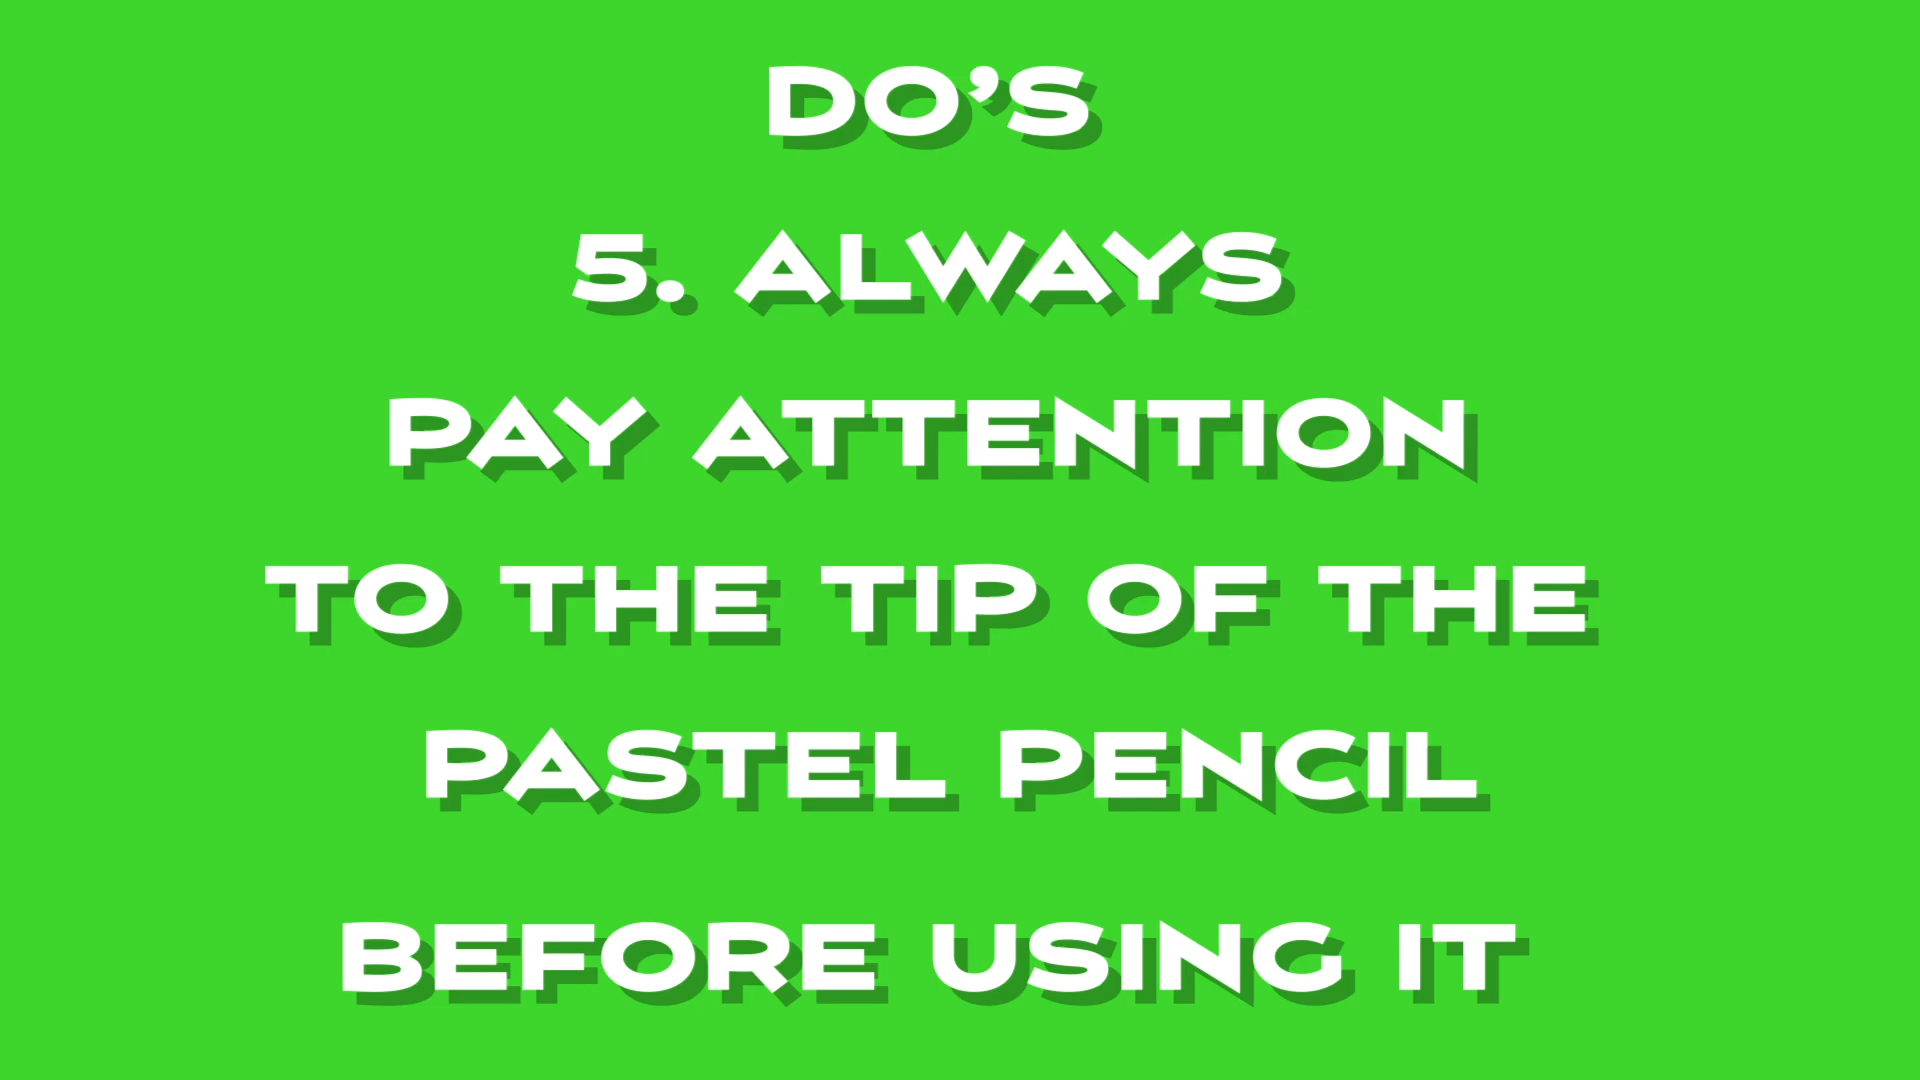 DO’S
5. ALWAYS
PAY ATTENTION
TO THE TIP OF THE
PASTEL PENCIL
BEFORE USING IT